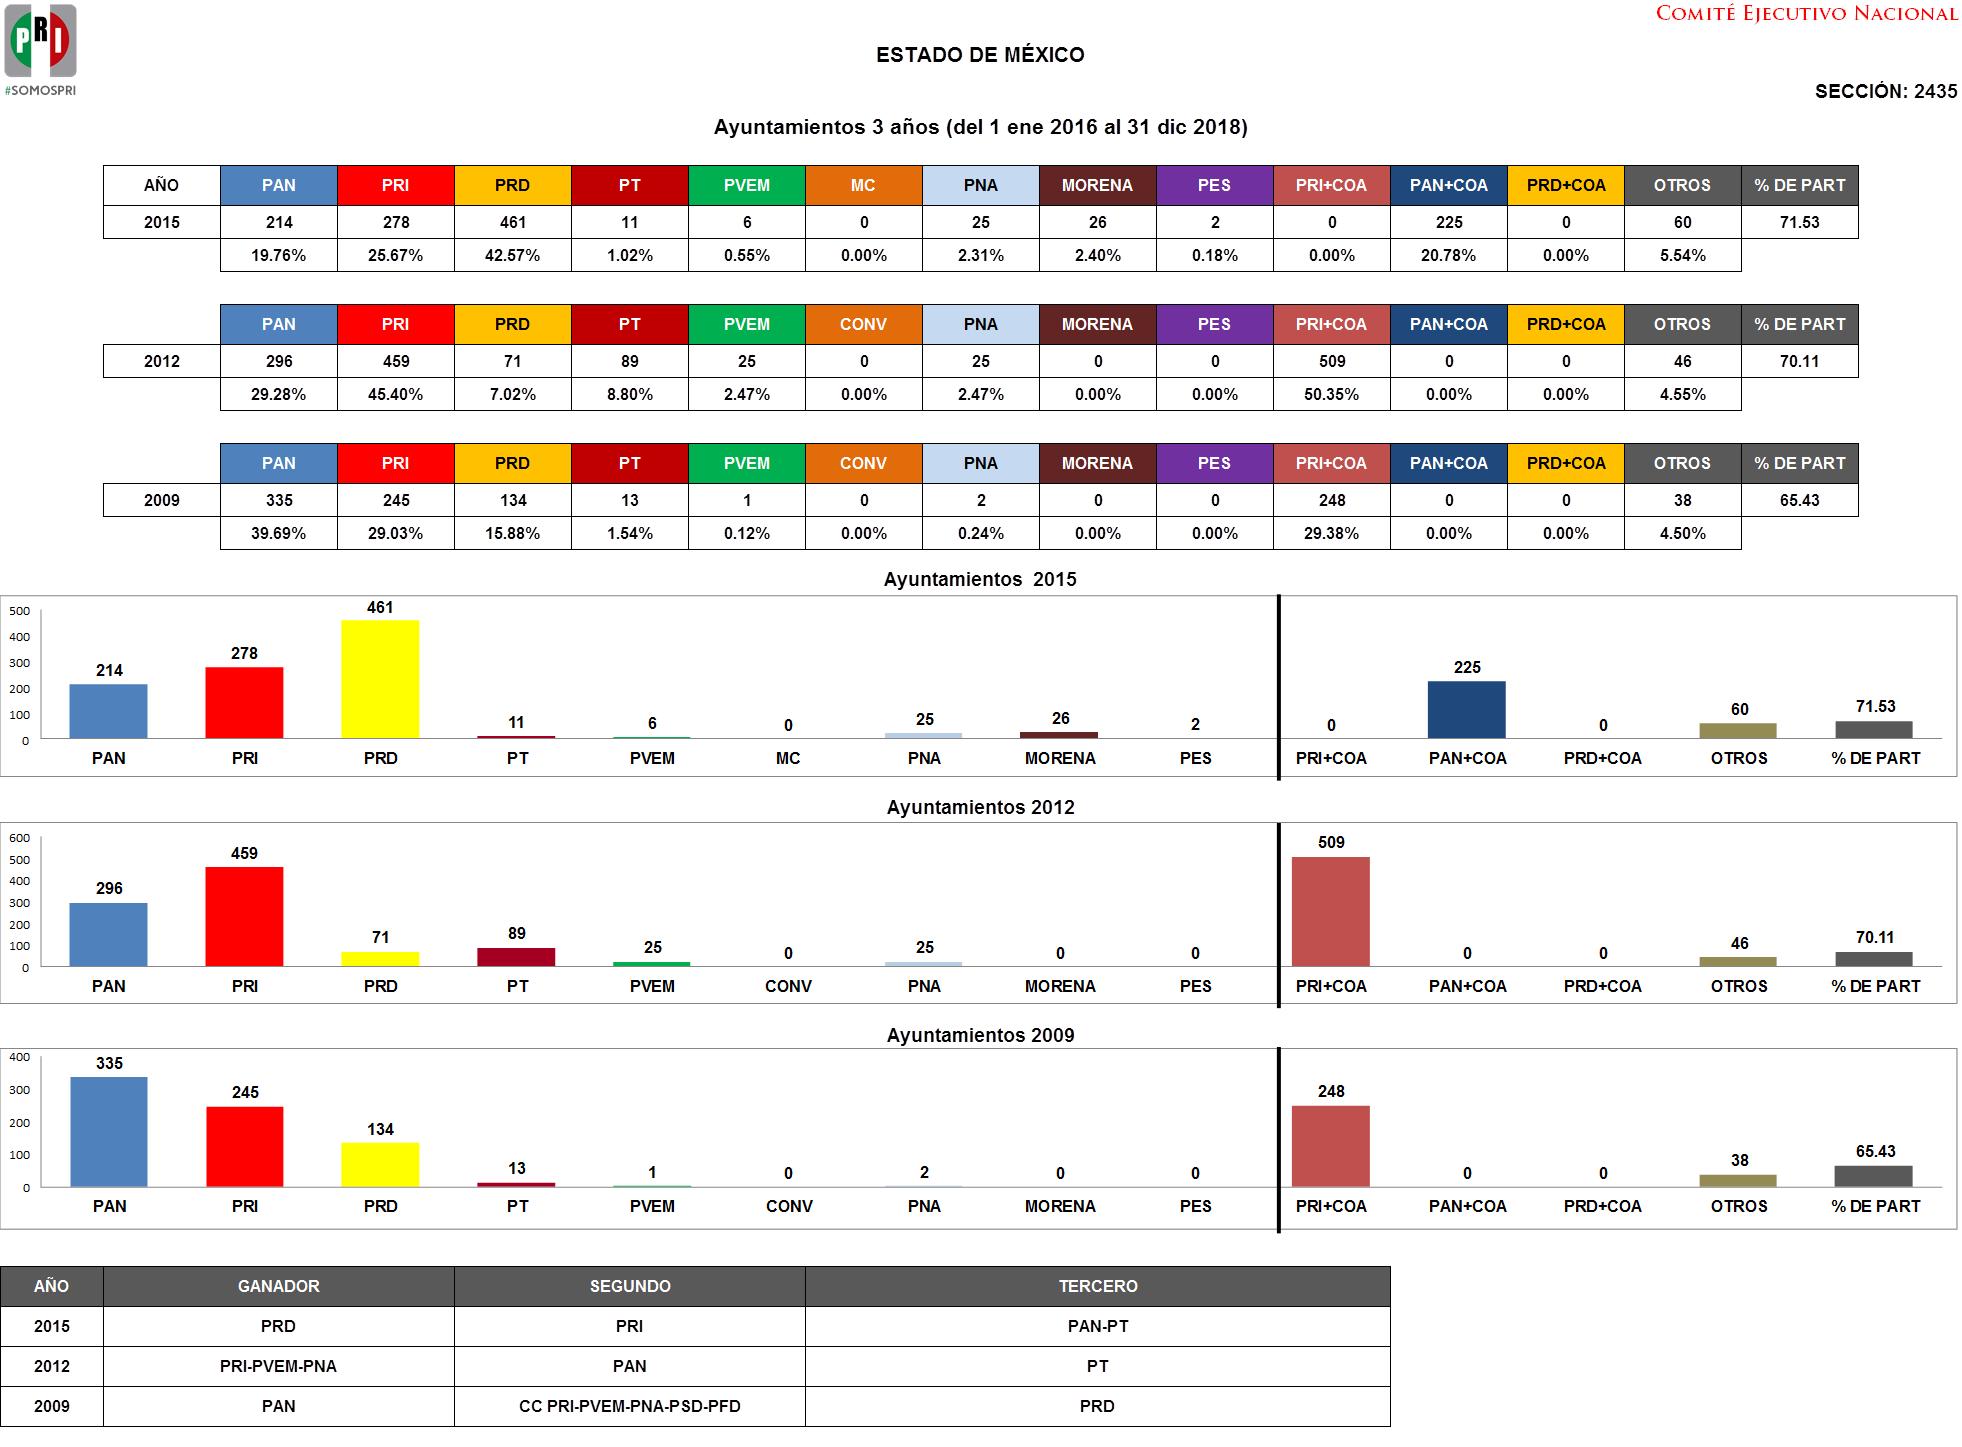 COMITÉ EJECUTIVO NACIONAL
PRI
#SOMOSPRI
ESTADO DE MÉXICO
SECCIÓN: 2435
Ayuntamientos 3 años (del 1 ene 2016 al 31 dic 2018)
AÑO PAN PRI PRD PT PVEM MC PNA MORENA PES PRI+COA PAN+COA PRD+COA OTROS % DE PART
2015 214 278 461 11 6 0 25 26 2 0 225 0 60 71.53
19.76% 25.67% 42.57% 1.02% 0.55% 0.00% 2.31% 2.40% 0.18% 0.00% 20.78% 0.00% 5.54%
PAN PRI PRD PT PVEM CONV PNA MORENA PES PRI+COA PAN+COA PRD+COA OTROS % DE PART
2012 296 459 71 89 25 0 25 0 0 509 0 0 46 70.11
29.28% 45.40% 7.02% 8.80% 2.47% 0.00% 2.47% 0.00% 0.00% 50.35% 0.00% 0.00% 4.55%
PAN PRI PRD PT PVEM CONV PNA MORENA PES PRI+COA PAN+COA PRD+COA OTROS % DE PART
2009 335 245 134 13 1 0 2 0 0 248 0 0 38 65.43
39.69% 29.03% 15.88% 1.54% 0.12% 0.00% 0.24% 0.00% 0.00% 29.38% 0.00% 0.00% 4.50%
Ayuntamientos 2015
500
400
300
200
100
0
214 278 461 11 6 0 25 26 2 0 225 0 60 71.53
PAN PRI PRD PT PVEM MC PNA MORENA PES PRI+COA PAN+COA PRD+COA OTROS % DE PART
Ayuntamientos 2012
600
500
400
300
200
100
0
296 459 71 89 25 0 25 0 0 509 0 0 46 70.11
PAN PRI PRD PT PVEM CONV PNA MORENA PES PRI+COA PAN+COA PRD+COA OTROS % DE PART
Ayuntamientos 2009
400
300
200
100
0
335 245 134 13 1 0 2 0 0 248 0 0 38 65.43
PAN PRI PRD PT PVEM CONV PNA MORENA PES PRI+COA PAN+COA PRD+COA OTROS % DE PART
AÑO GANADOR SEGUNDO TERCERO
2015 PRD PRI PAN-PT
2012 PRI-PVEM-PNA PAN PT
2009 PAN CC PRI-PVEM-PNA-PSD-PFD PRD